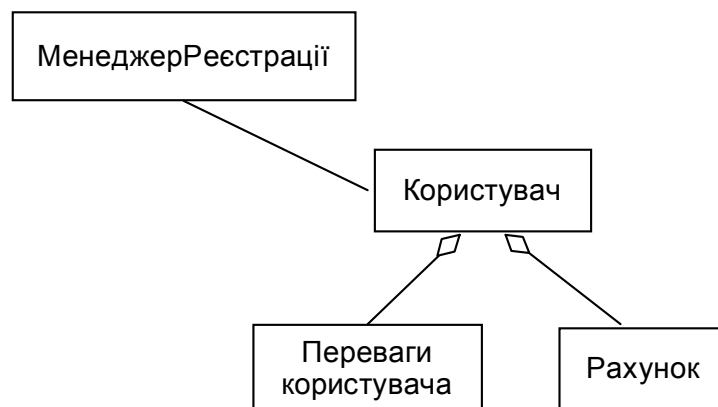 МенеджерРеєстрації
Користувач
Переваги
користувача
Рахунок